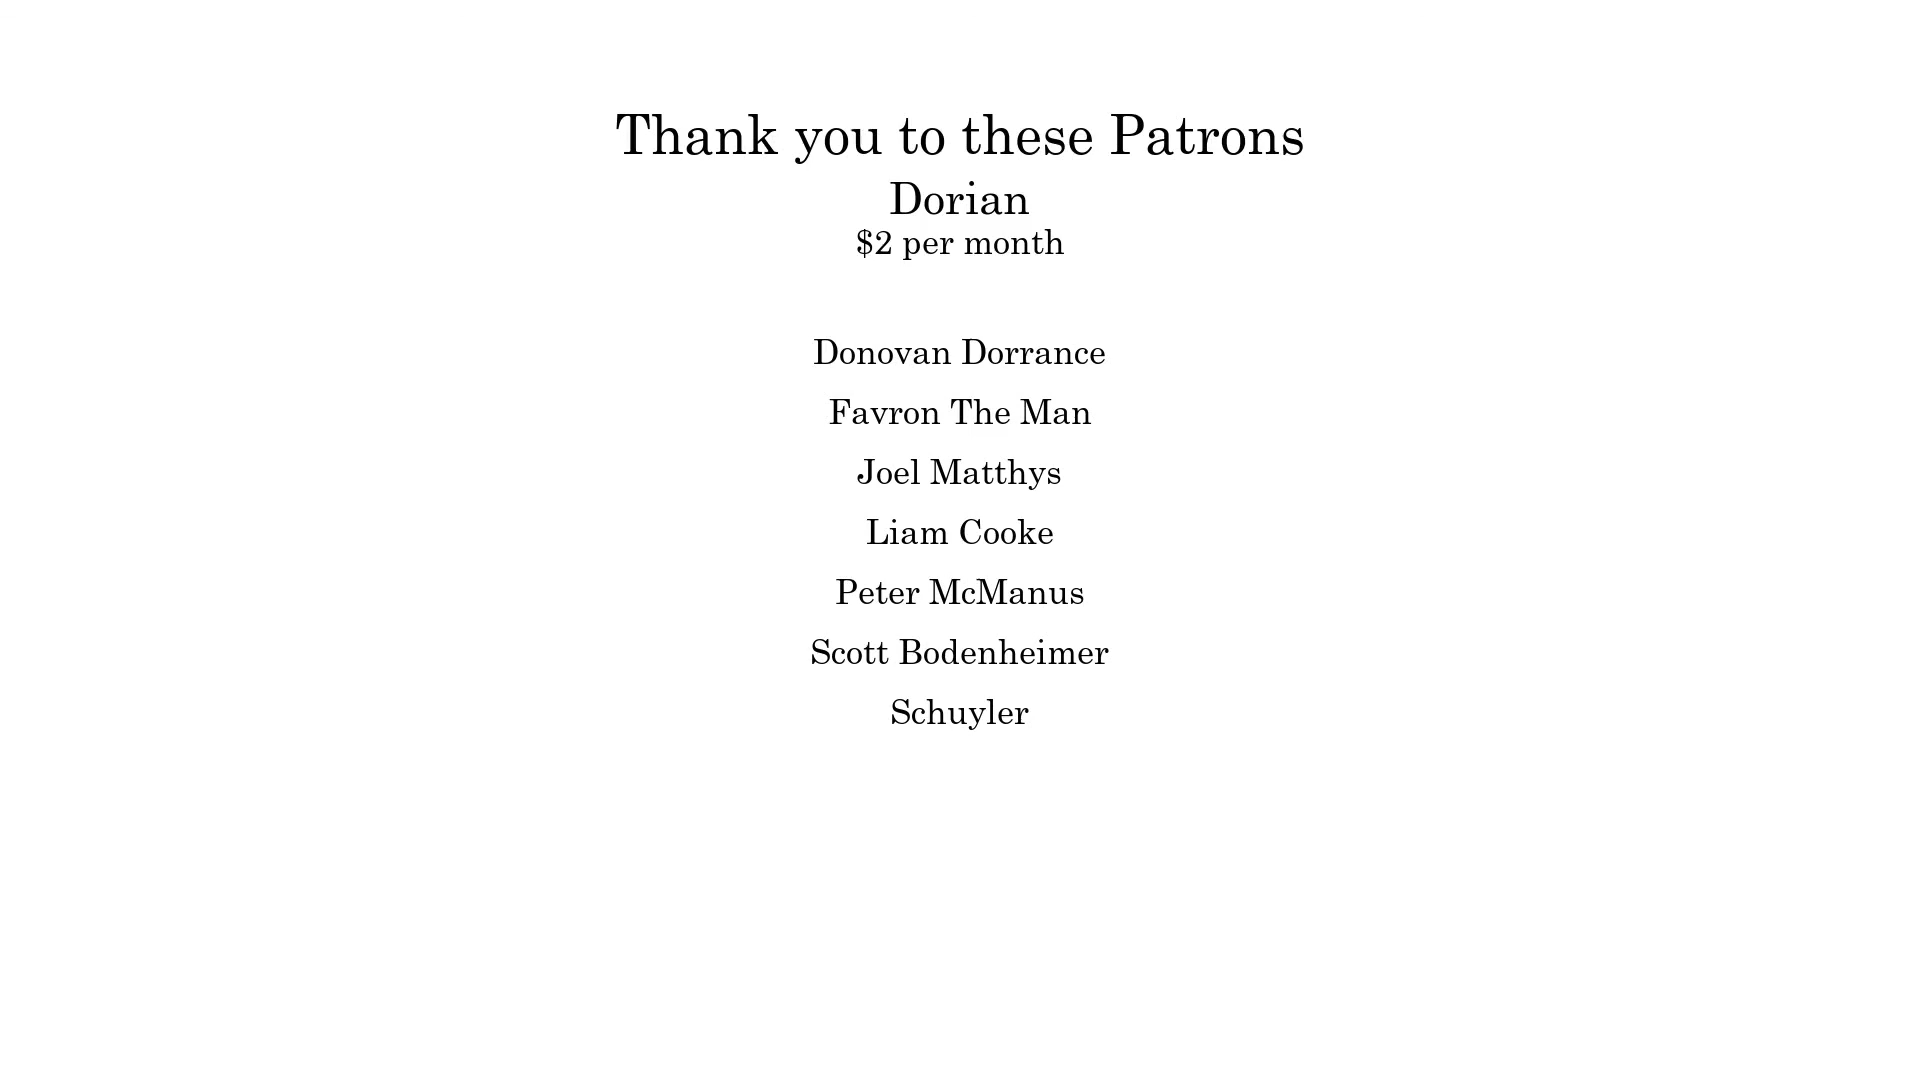 Thank you to these Patrons
Dorian
$2 per month
Donovan Dorrance
Favron The Man
Joel Matthys
Liam Cooke
Peter McManus
Scott Bodenheimer
Schuyler